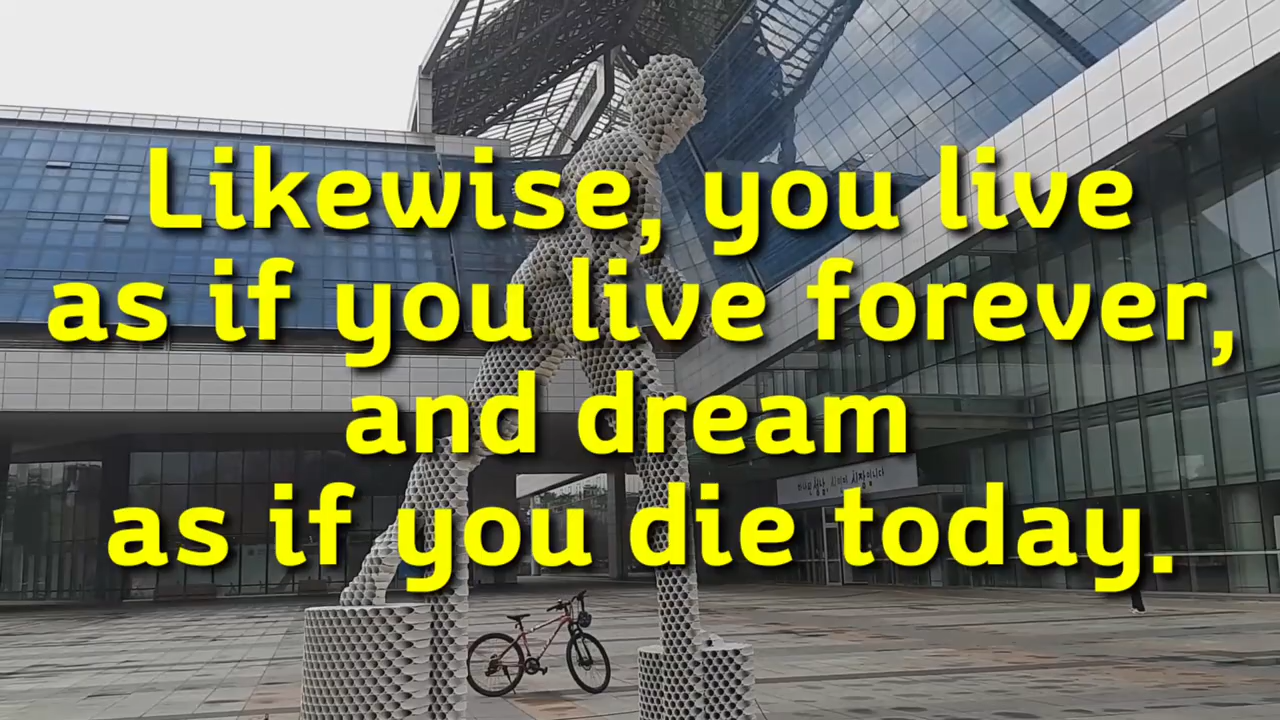 Likewise, you live
as if you live forever,
and dream
as if you die today.